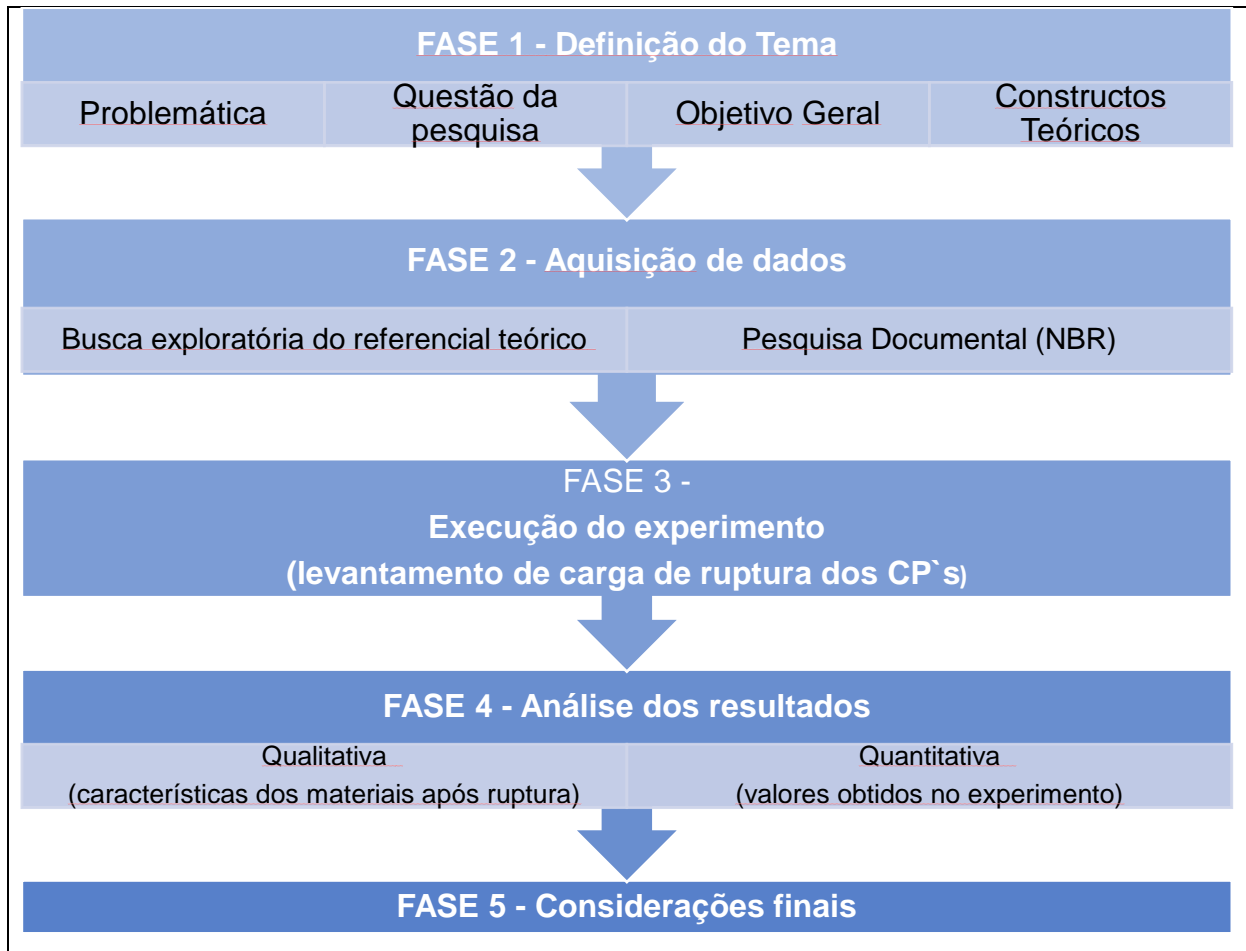 FASE 1 - Definição do Tema
Problemática
Questão da
pesquisa
Objetivo Geral
Constructos
Teóricos
FASE 2 - Aquisição de dados
Busca exploratória do referencial teórico
Pesquisa Documental (NBR)
FASE 3 -
Execução do experimento
(levantamento de carga de ruptura dos CP`s)
FASE 4 - Análise dos resultados
Qualitativa
(características dos materiais após ruptura)
Quantitativa
(valores obtidos no experimento)
FASE 5 - Considerações finais